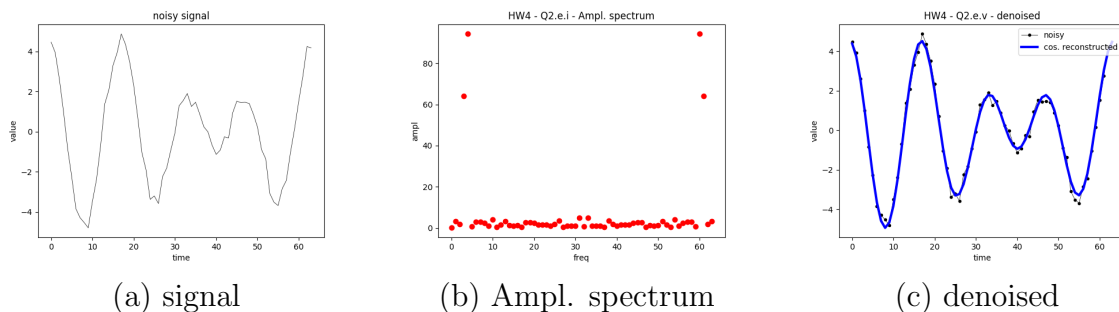 noisy signal
4
2
0
−2
−4
value
0
10
20
30
40
50
60
time
(a) signal
HW4 - Q2.e.i - Ampl. spectrum
80
60
40
20
0
ampl
0
10
20
30
40
50
60
freq
(b) Ampl. spectrum
HW4 - Q2.e.v - denoised
noisy
cos. reconstructed
4
2
0
−2
−4
value
0
10
20
30
40
50
60
time
(c) denoised